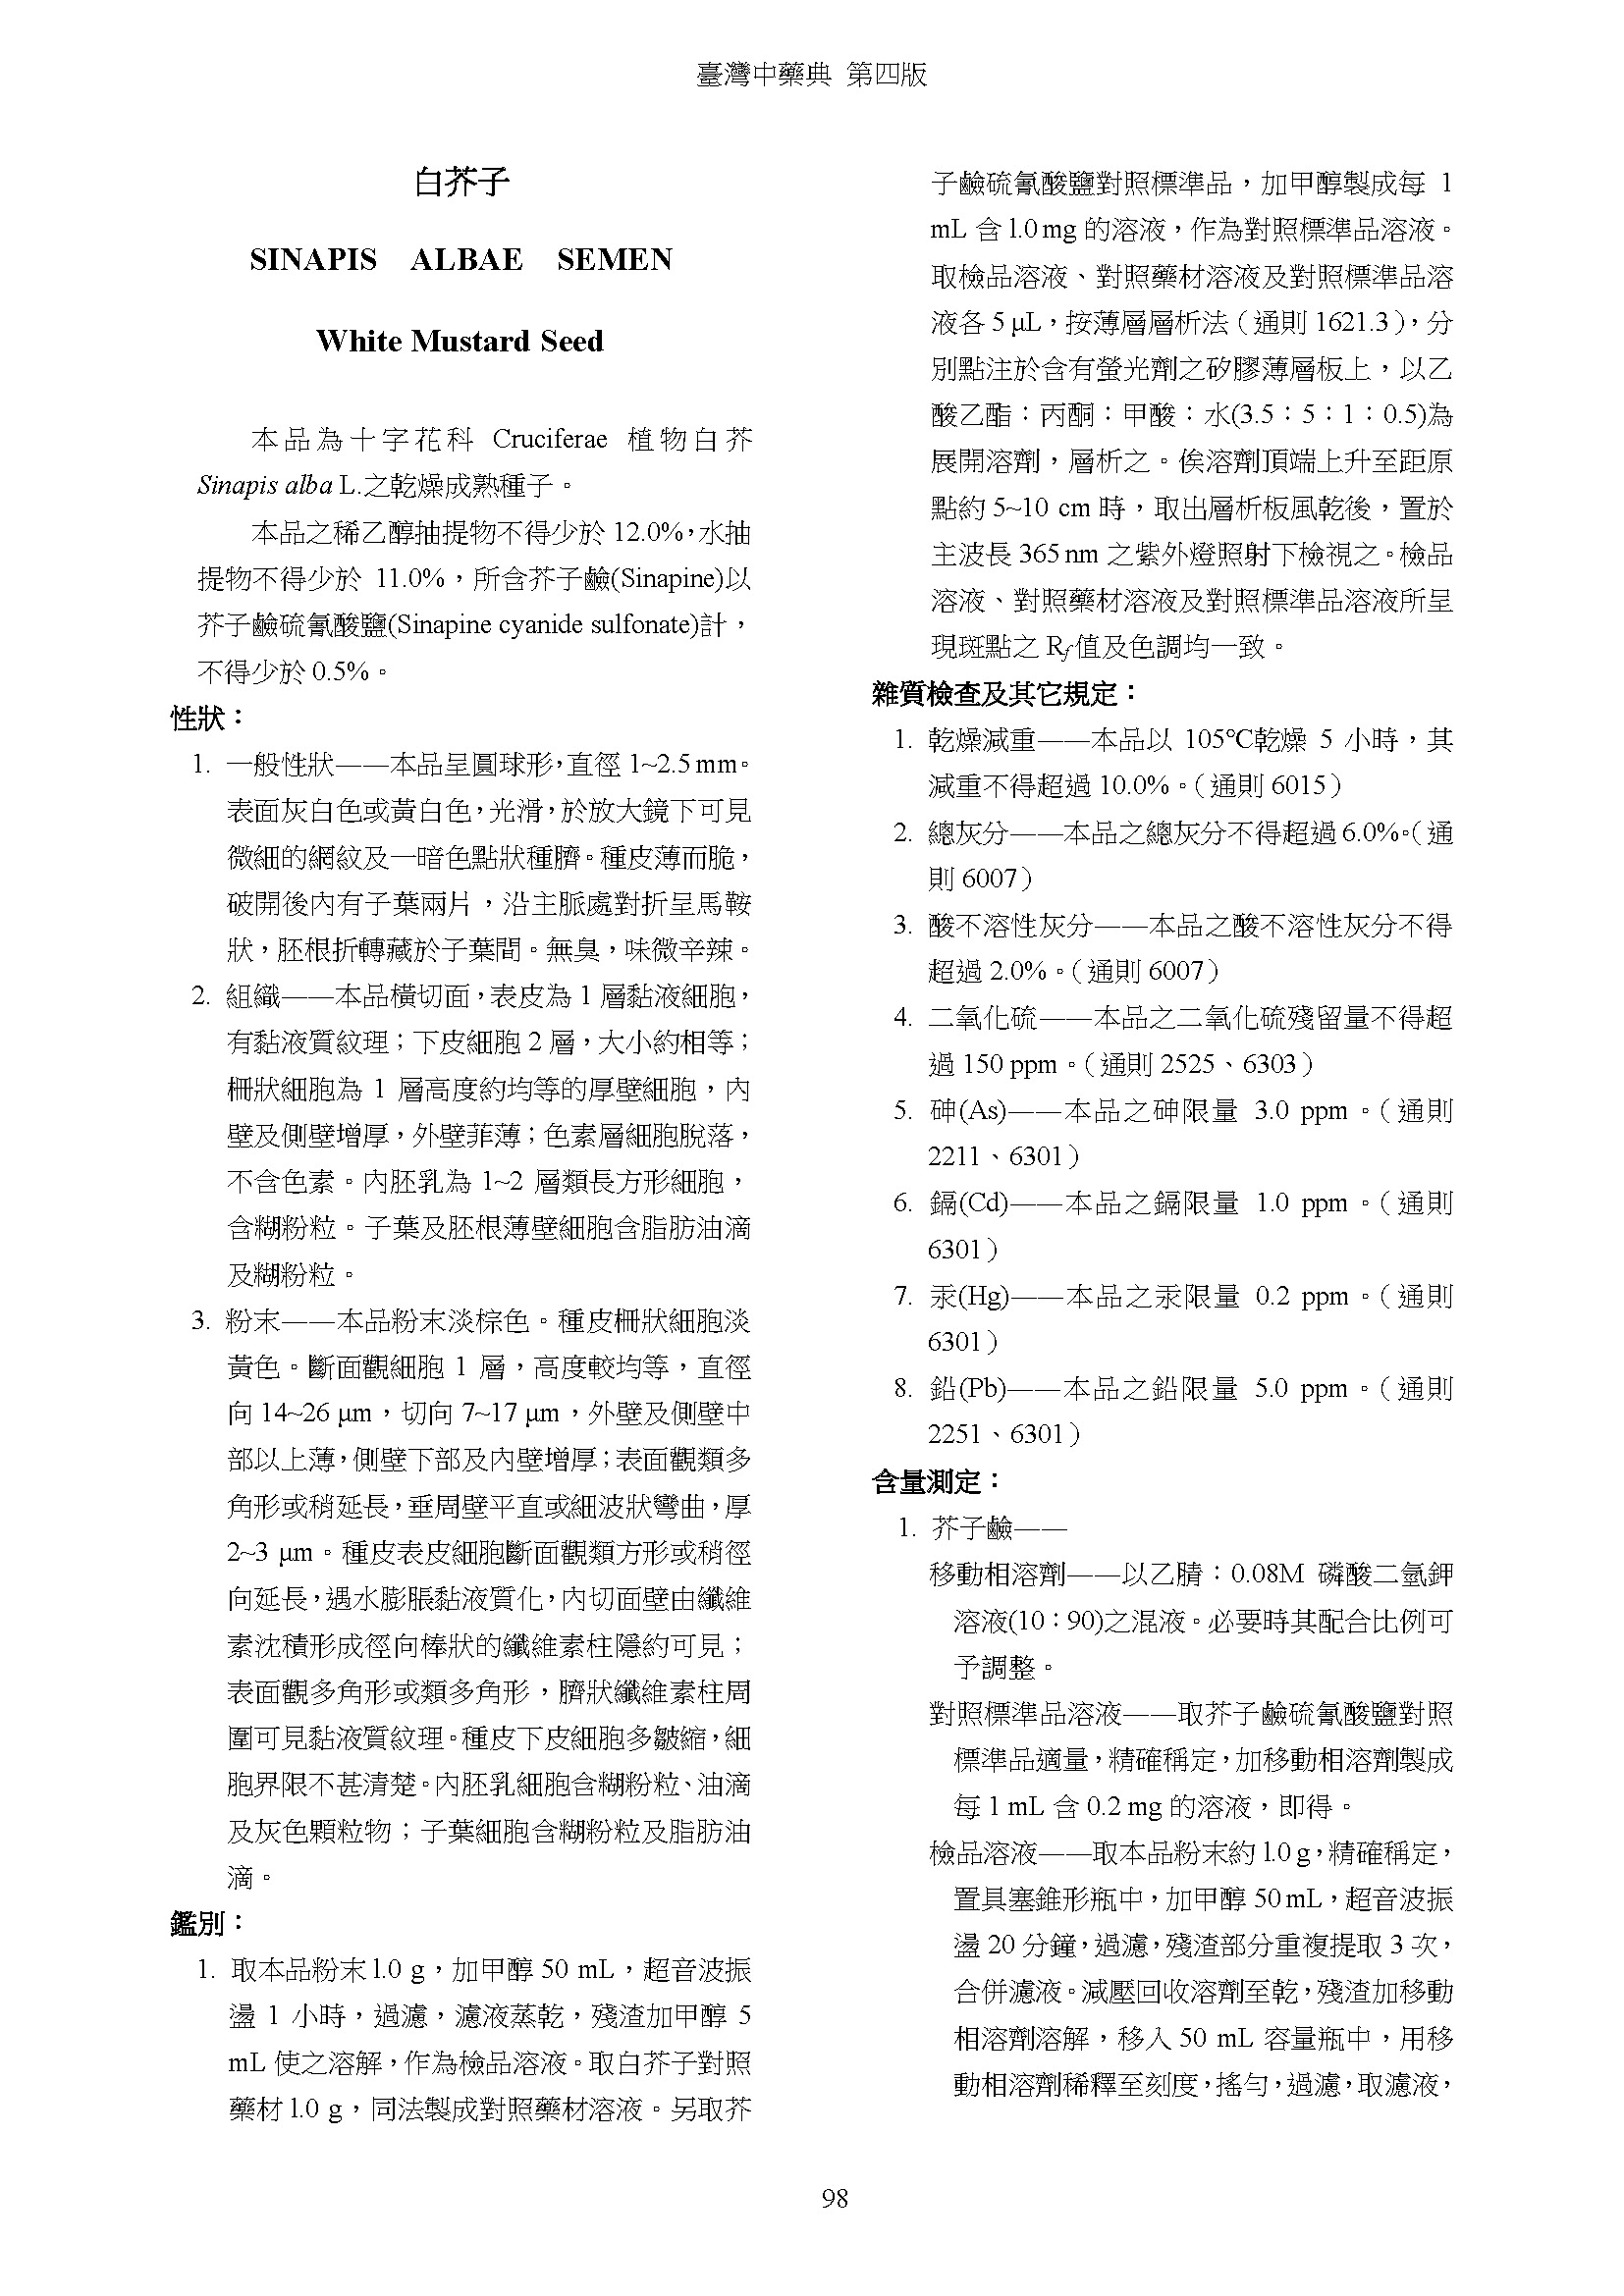 臺灣中藥典 第四版
白芥子
SINAPIS ALBAE SEMEN
White Mustard Seed
本品為十字花科 Cruciferae 植物白芥
Sinapis alba L.之乾燥成熟種子。
本品之稀乙醇抽提物不得少於 12.0%，水抽
提物不得少於 11.0%，所含芥子鹼(Sinapine)以
芥子鹼硫氰酸鹽(Sinapine cyanide sulfonate)計，
不得少於 0.5%。
性狀：
1. 一般性狀——本品呈圓球形，直徑 1~2.5 mm。
表面灰白色或黃白色，光滑，於放大鏡下可見
微細的網紋及一暗色點狀種臍。種皮薄而脆，
破開後內有子葉兩片，沿主脈處對折呈馬鞍
狀，胚根折轉藏於子葉間。無臭，味微辛辣。
2. 組織——本品橫切面，表皮為 1 層黏液細胞，
有黏液質紋理；下皮細胞 2 層，大小約相等；
柵狀細胞為 1 層高度約均等的厚壁細胞，內
壁及側壁增厚，外壁菲薄；色素層細胞脫落，
不含色素。內胚乳為 1~2 層類長方形細胞，
含糊粉粒。子葉及胚根薄壁細胞含脂肪油滴
及糊粉粒。
3. 粉末——本品粉末淡棕色。種皮柵狀細胞淡
黃色。斷面觀細胞 1 層，高度較均等，直徑
向 14~26 μm，切向 7~17 μm，外壁及側壁中
部以上薄，側壁下部及內壁增厚；表面觀類多
角形或稍延長，垂周壁平直或細波狀彎曲，厚
2~3 μm。種皮表皮細胞斷面觀類方形或稍徑
向延長，遇水膨脹黏液質化，內切面壁由纖維
素沈積形成徑向棒狀的纖維素柱隱約可見；
表面觀多角形或類多角形，臍狀纖維素柱周
圍可見黏液質紋理。種皮下皮細胞多皺縮，細
胞界限不甚清楚。內胚乳細胞含糊粉粒、油滴
及灰色顆粒物；子葉細胞含糊粉粒及脂肪油
滴。
鑑別：
1. 取本品粉末 1.0 g，加甲醇 50 mL，超音波振
盪 1 小時，過濾，濾液蒸乾，殘渣加甲醇 5
mL 使之溶解，作為檢品溶液。取白芥子對照
藥材 1.0 g，同法製成對照藥材溶液。另取芥
子鹼硫氰酸鹽對照標準品，加甲醇製成每 1
mL 含 1.0 mg 的溶液，作為對照標準品溶液。
取檢品溶液、對照藥材溶液及對照標準品溶
液各 5 μL，按薄層層析法（通則 1621.3），分
別點注於含有螢光劑之矽膠薄層板上，以乙
酸乙酯：丙酮：甲酸：水(3.5：5：1：0.5)為
展開溶劑，層析之。俟溶劑頂端上升至距原
點約 5~10 cm 時，取出層析板風乾後，置於
主波長 365 nm 之紫外燈照射下檢視之。檢品
溶液、對照藥材溶液及對照標準品溶液所呈
現斑點之 Rf 值及色調均一致。
雜質檢查及其它規定：
1. 乾燥減重——本品以 105℃乾燥 5 小時，其
減重不得超過 10.0%。（通則 6015）
2. 總灰分——本品之總灰分不得超過 6.0%。（通
則 6007）
3. 酸不溶性灰分——本品之酸不溶性灰分不得
超過 2.0%。（通則 6007）
4. 二氧化硫——本品之二氧化硫殘留量不得超
過 150 ppm。（通則 2525、6303）
5. 砷(As)——本品之砷限量 3.0 ppm。（通則
2211、6301）
6. 鎘(Cd)——本品之鎘限量 1.0 ppm。（通則
6301）
7. 汞(Hg)——本品之汞限量 0.2 ppm。（通則
6301）
8. 鉛(Pb)——本品之鉛限量 5.0 ppm。（通則
2251、6301）
含量測定：
1. 芥子鹼——
移動相溶劑——以乙腈：0.08M 磷酸二氫鉀
溶液(10：90)之混液。必要時其配合比例可
予調整。
對照標準品溶液——取芥子鹼硫氰酸鹽對照
標準品適量，精確稱定，加移動相溶劑製成
每 1 mL 含 0.2 mg 的溶液，即得。
檢品溶液——取本品粉末約 1.0 g，精確稱定，
置具塞錐形瓶中，加甲醇 50 mL，超音波振
盪 20 分鐘，過濾，殘渣部分重複提取 3 次，
合併濾液。減壓回收溶劑至乾，殘渣加移動
相溶劑溶解，移入 50 mL 容量瓶中，用移
動相溶劑稀釋至刻度，搖勻，過濾，取濾液，
98